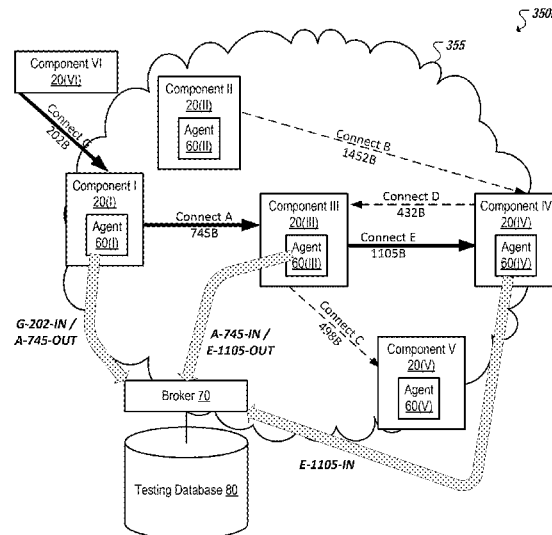 350b
355
Component VI
20(VI)
Connect G
202B
Component II
20(II)
Agent
60(II)
Connect B
1452B
Component I
20(I)
Agent
60(I)
Connect A
745B
Component III
20(III)
Agent
60(III)
Connect D
432B
Connect E
1105B
Component IV
20(IV)
Agent
60(IV)
Connect C
498B
G-202-IN /
A-745-OUT
A-745-IN /
E-1105-OUT
Component V
20(V)
Agent
60(V)
Broker 70
E-1105-IN
Testing Database 80